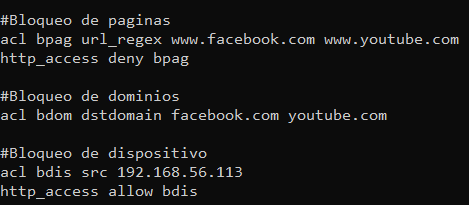 #Bloqueo de paginas
acl bpag url_regex www.facebook.com www.youtube.com
http_access deny bpag
#Bloqueo de dominios
acl bdom dstdomain facebook.com youtube.com
#Bloqueo de dispositivo
acl bdis src 192.168.56.113
http_access allow bdis